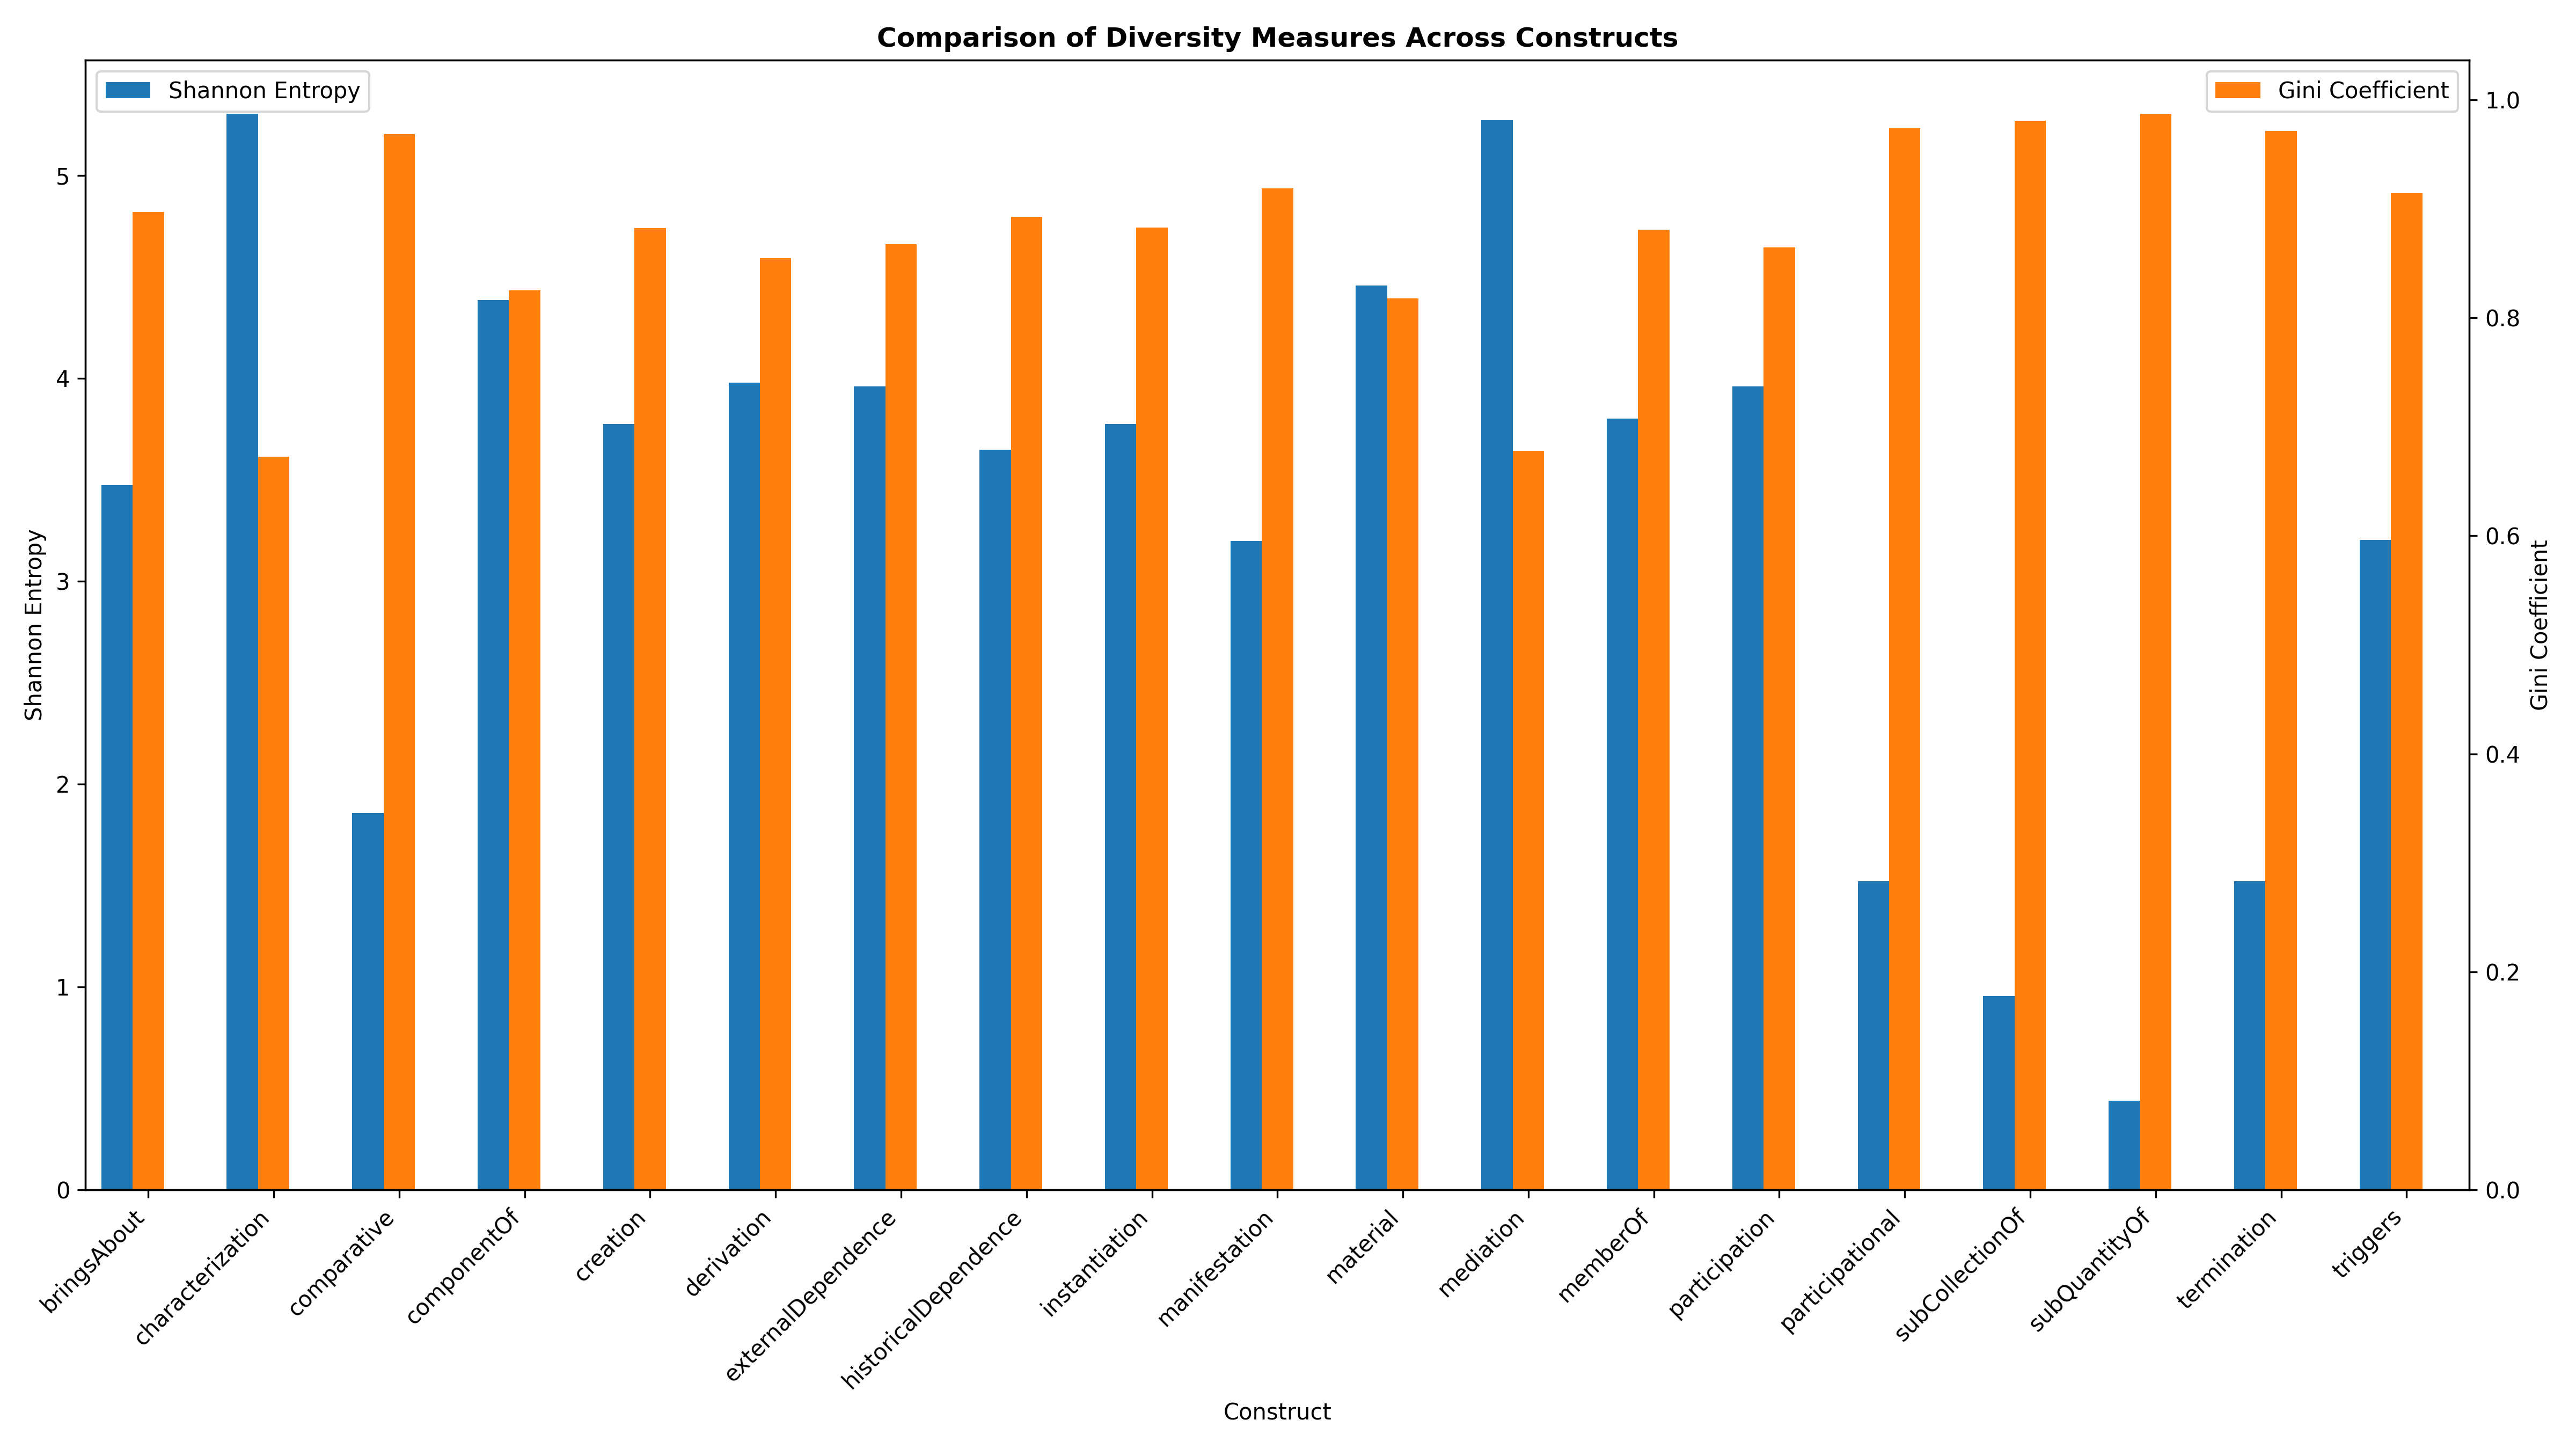 Comparison of Diversity Measures Across Constructs
Shannon Entropy
Gini Coefficient
5
4
3
2
1
0
Shannon Entropy
1.0
0.8
0.6
0.4
0.2
0.0
Gini Coefficient
bringsAbout
characterization
comparative
componentOf
creation
derivation
externalDependence
historicalDependence
instantiation
manifestation
material
mediation
memberOf
participation
participational
subCollectionOf
subQuantityOf
termination
triggers
Construct